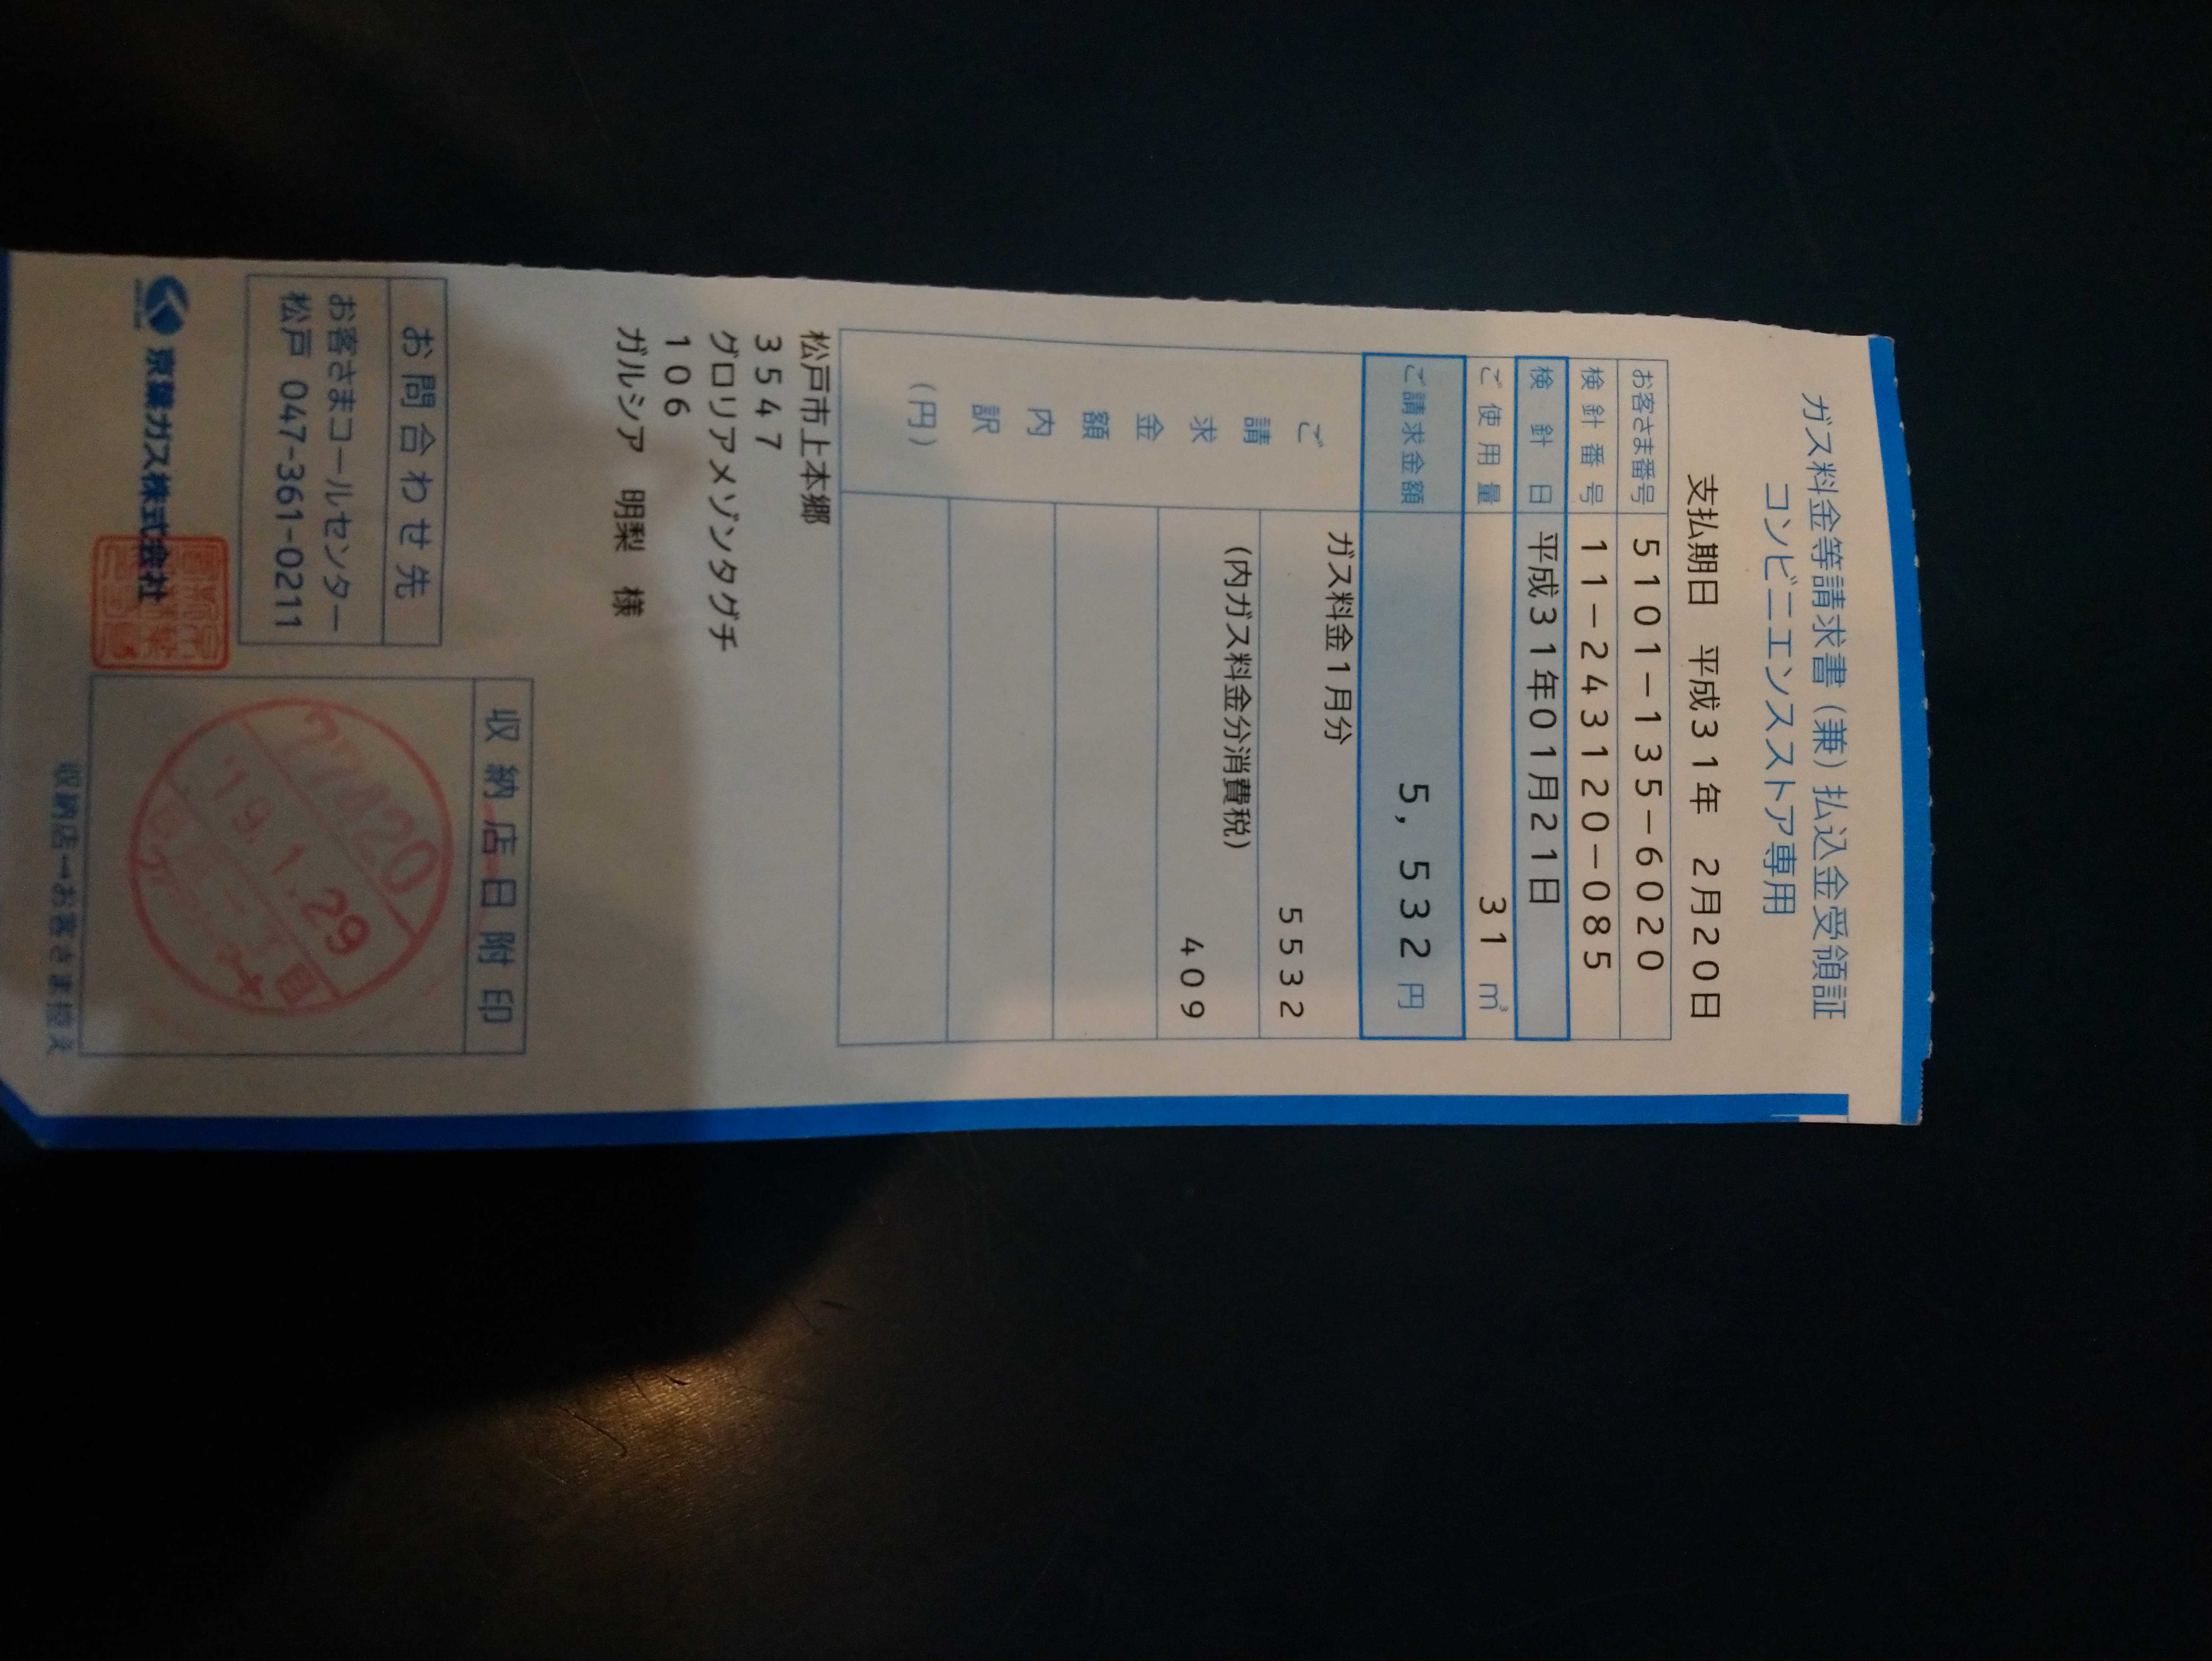 ガス料金等請求書（兼）払込金受領証
コンビニエンスストア専用
支払期日 平成31年 2月20日
お客さま番号 5101-135-6020
検針番号 11-243120-085
検針日 平成31年01月21日
ご使用量 31 m³
ご請求金額 5,532 円
ご請求金額内訳（円）
ガス料金1月分
5532
(内ガス料金分消費税)
409
松戸市上本郷
3547
グロリアメゾンタグチ
106
ガルシア 明梨 様
お問合わせ先
お客さまコールセンター
松戸 047-361-0211
京葉ガス株式会社
収納店日附印
77420
'19.1.29
収納店→お客さま控え